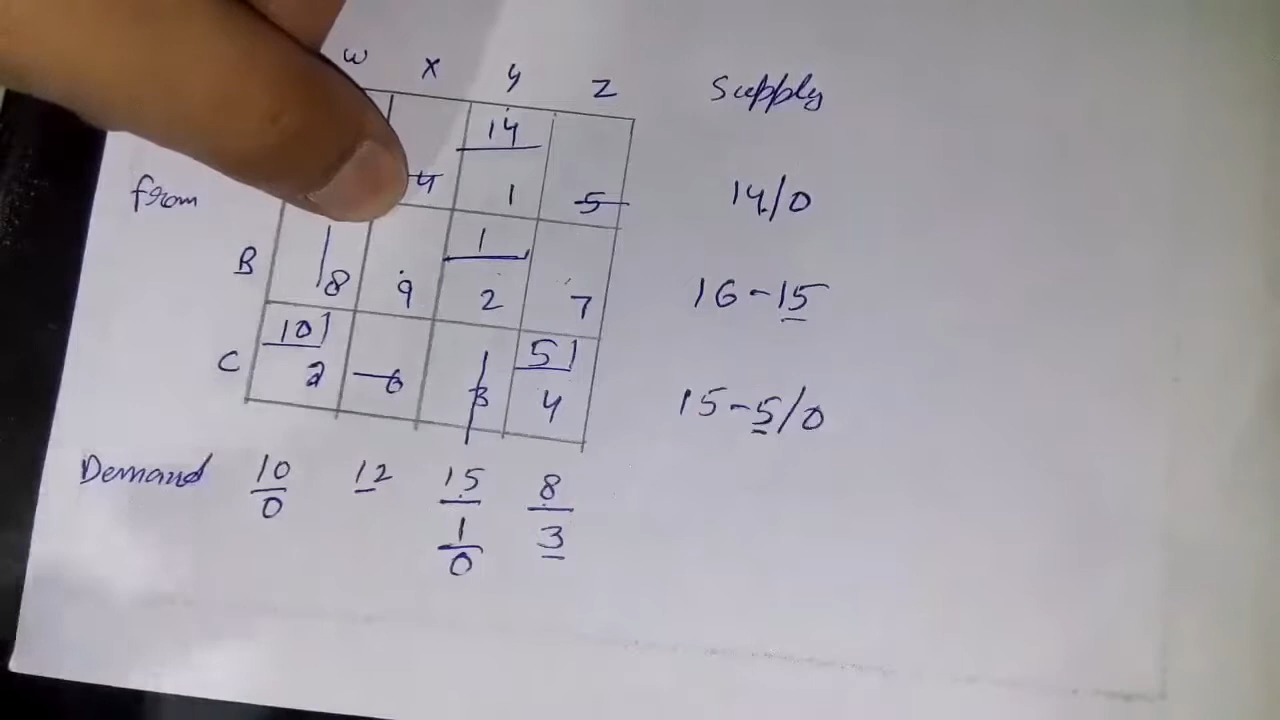 W X Y Z Supply
14
from 4 1 5 14/0
1
B 8 9 2 7 16-15
10 5
C 2 6 3 4 15-5/0
Demand 10 12 15 8
0 1 3
0